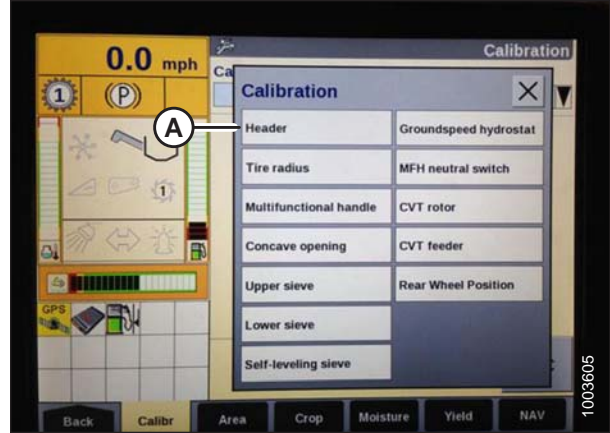 0.0 mph
Calibration
Ca
1
(P)
A
Calibration
Header
Groundspeed hydrostat
Tire radius
MFH neutral switch
Multifunctional handle
CVT rotor
Concave opening
CVT feeder
Upper sieve
Rear Wheel Position
Lower sieve
Self-leveling sieve
1
GPS
Back
Calibr
Area
Crop
Moisture
Yield
NAV
1003605